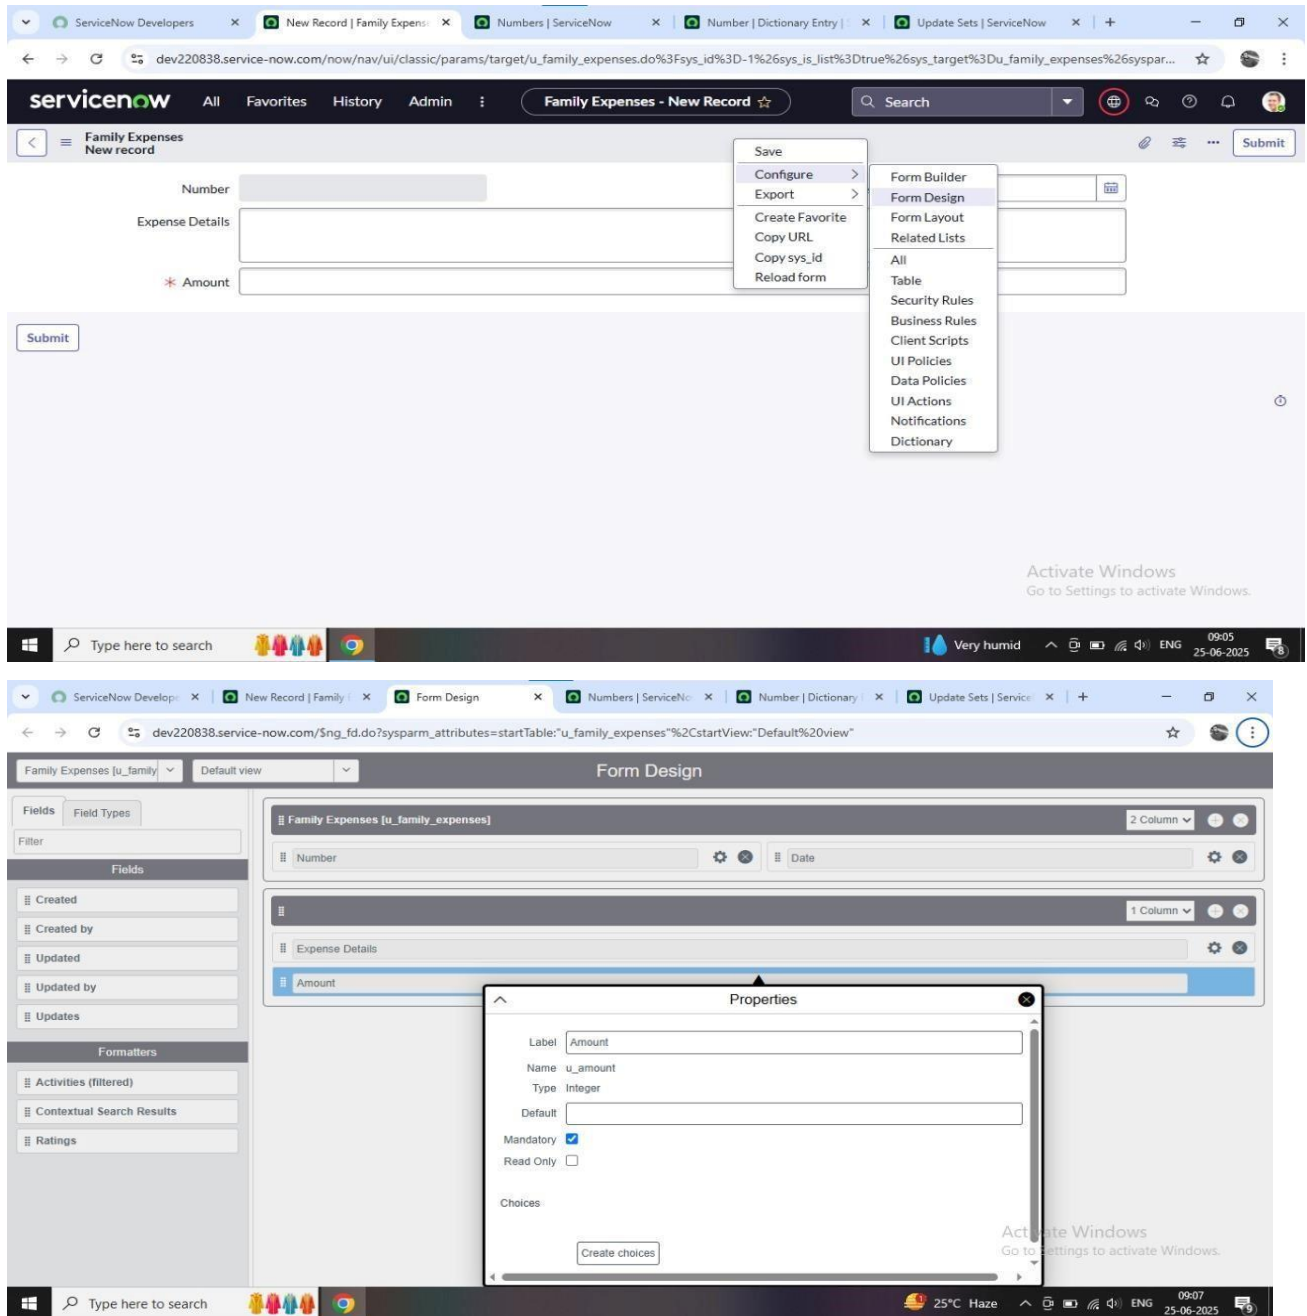 ServiceNow Developers
New Record | Family Expens
Numbers | ServiceNow
Number | Dictionary Entry |
Update Sets | ServiceNow
dev220838.service-now.com/now/nav/ui/classic/params/target/u_family_expenses.do%3Fsys_id%3D-1%26sys_is_list%3Dtrue%26sys_target%3Du_family_expenses%26syspar...
servicenow All Favorites History Admin Family Expenses - New Record Search
Family Expenses
New record
Submit
Save
Configure
Export
Create Favorite
Copy URL
Copy sys_id
Reload form
Form Builder
Form Design
Form Layout
Related Lists
All
Table
Security Rules
Business Rules
Client Scripts
UI Policies
Data Policies
UI Actions
Notifications
Dictionary
Number
Expense Details
* Amount
Submit
Activate Windows
Go to Settings to activate Windows.
Type here to search
Very humid
ENG
09:05
25-06-2025
8
ServiceNow Develop
New Record | Family
Form Design
Numbers | ServiceNo
Number | Dictionary
Update Sets | Service
dev220838.service-now.com/$ng_fd.do?sysparm_attributes=startTable:"u_family_expenses"%2CstartView:"Default%20view"
Family Expenses [u_family
Default view
Form Design
Fields
Field Types
Filter
Fields
Created
Created by
Updated
Updated by
Updates
Formatters
Activities (filtered)
Contextual Search Results
Ratings
Family Expenses [u_family_expenses]
2 Column
Number
Date
1 Column
Expense Details
Amount
Properties
Label Amount
Name u_amount
Type Integer
Default
Mandatory
Read Only
Choices
Create choices
Activate Windows
Go to Settings to activate Windows.
Type here to search
25°C Haze
ENG
09:07
25-06-2025
9